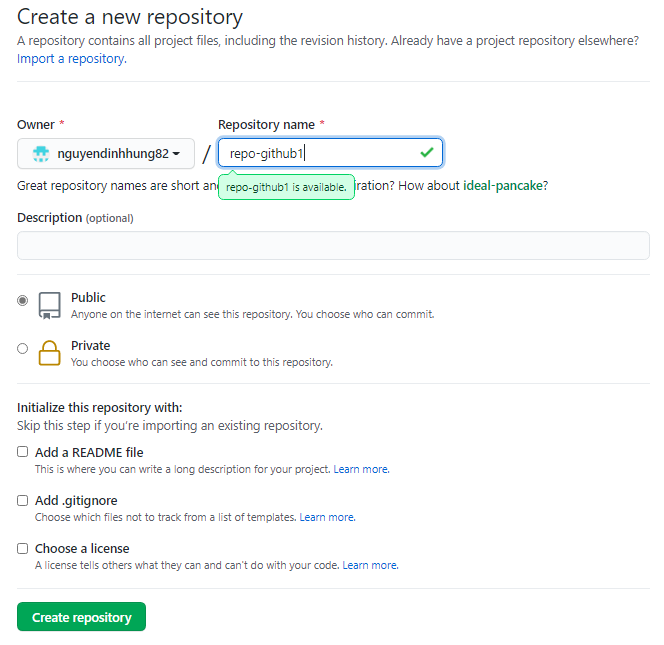 Create a new repository
A repository contains all project files, including the revision history. Already have a project repository elsewhere?
Import a repository.
Owner *
Repository name *
nguyendinhhung82
/
repo-github1
Great repository names are short an
ration? How about ideal-pancake?
repo-github1 is available.
Description (optional)
Public
Anyone on the internet can see this repository. You choose who can commit.
Private
You choose who can see and commit to this repository.
Initialize this repository with:
Skip this step if you're importing an existing repository.
Add a README file
This is where you can write a long description for your project. Learn more.
Add .gitignore
Choose which files not to track from a list of templates. Learn more.
Choose a license
A license tells others what they can and can't do with your code. Learn more.
Create repository